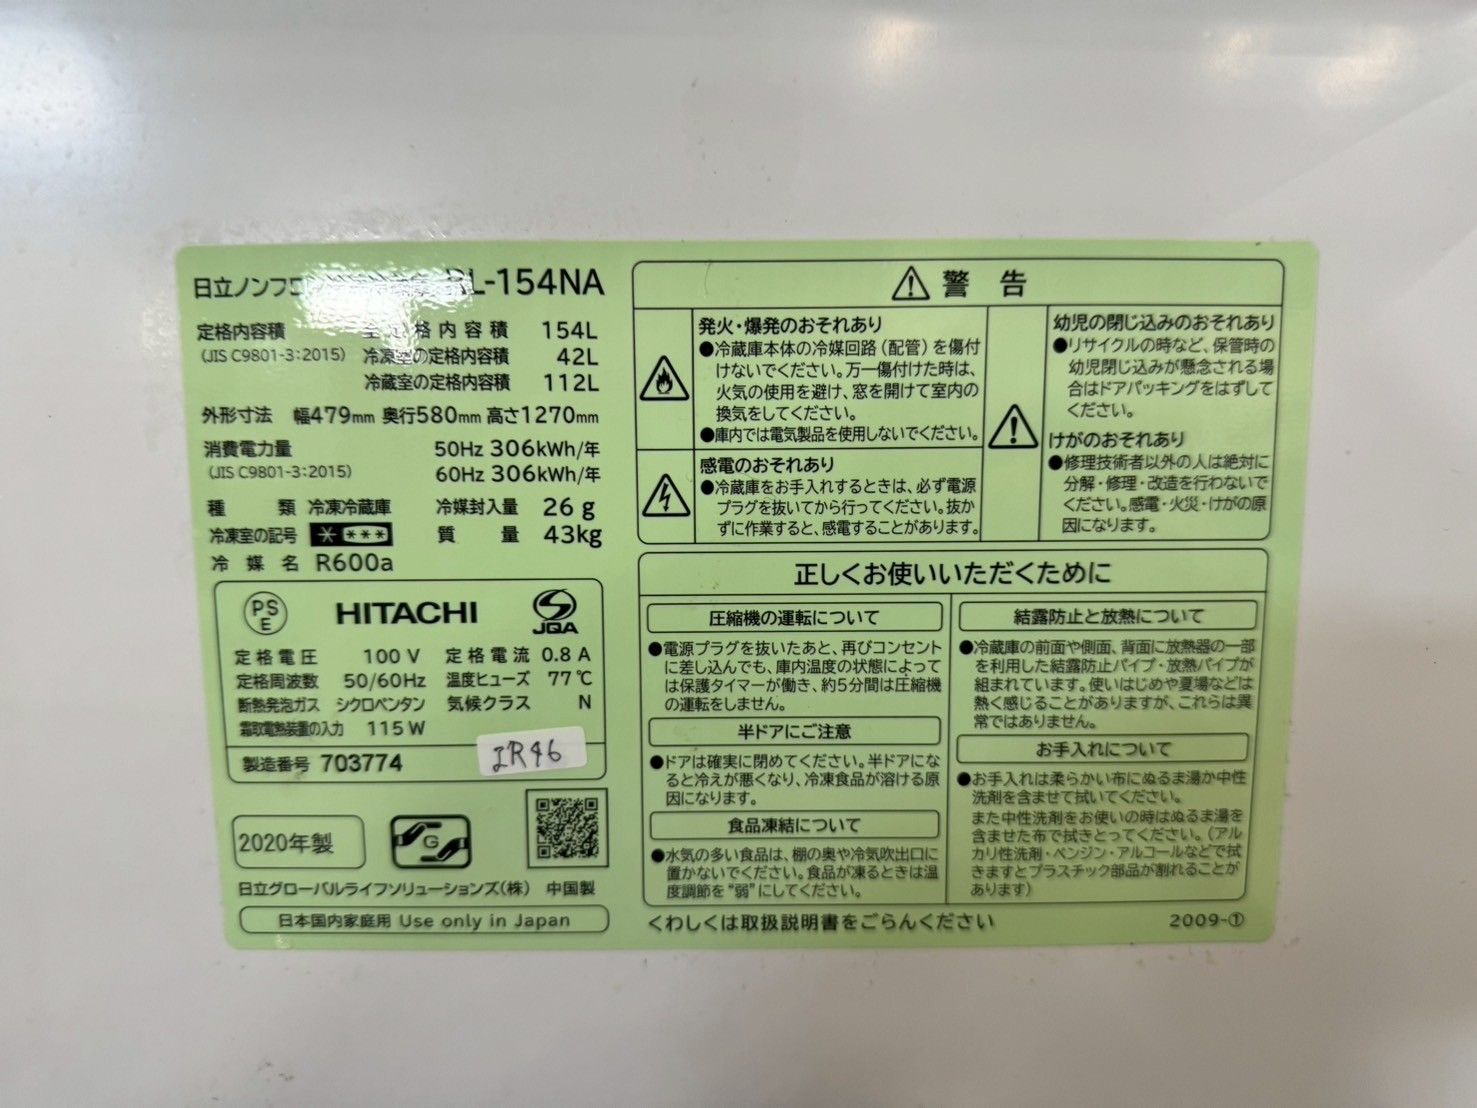 日立ノンフロン RL-154NA
定格内容積 全定格内容積 154L
(JIS C9801-3:2015) 冷凍室の定格内容積 42L
冷蔵室の定格内容積 112L
外形寸法 幅479mm 奥行580mm 高さ1270mm
消費電力量 50Hz 306kWh/年
(JIS C9801-3:2015) 60Hz 306kWh/年
種類 冷凍冷蔵庫 冷媒封入量 26g
冷凍室の記号 * *** 質量 43kg
冷媒名 R600a
PS E HITACHI JQA
定格電圧 100V 定格電流 0.8A
定格周波数 50/60Hz 温度ヒューズ 77℃
断熱発泡ガス シクロペンタン 気候クラス N
霜取電熱装置の入力 115W
製造番号 703774 IR46
2020年製 G
日立グローバルライフソリューションズ(株) 中国製
日本国内家庭用 Use only in Japan
警告
発火・爆発のおそれあり
●冷蔵庫本体の冷媒回路(配管)を傷付
けないでください。万一傷付けた時は、
火気の使用を避け、窓を開けて室内の
換気をしてください。
●庫内では電気製品を使用しないでください。
感電のおそれあり
●冷蔵庫をお手入れするときは、必ず電源
プラグを抜いてから行ってください。抜か
ずに作業すると、感電することがあります。
幼児の閉じ込みのおそれあり
●リサイクルの時など、保管時の
幼児閉じ込みが懸念される場
合はドアパッキングをはずして
ください。
けがのおそれあり
●修理技術者以外の人は絶対に
分解・修理・改造を行わないで
ください。感電・火災・けがの原
因になります。
正しくお使いいただくために
圧縮機の運転について
●電源プラグを抜いたあと、再びコンセント
に差し込んでも、庫内温度の状態によって
は保護タイマーが働き、約5分間は圧縮機
の運転をしません。
半ドアにご注意
●ドアは確実に閉めてください。半ドアにな
ると冷えが悪くなり、冷凍食品が溶ける原
因になります。
食品凍結について
●水気の多い食品は、棚の奥や冷気吹出口に
置かないでください。食品が凍るときは温
度調節を"弱"にしてください。
結露防止と放熱について
●冷蔵庫の前面や側面、背面に放熱器の一部
を利用した結露防止パイプ・放熱パイプが
組まれています。使いはじめや夏場などは
熱く感じることがありますが、これらは異
常ではありません。
お手入れについて
●お手入れは柔らかい布にぬるま湯か中性
洗剤を含ませて拭いてください。
また中性洗剤をお使いの時はぬるま湯を
含ませた布で拭きとってください。(アル
カリ性洗剤・ベンジン・アルコールなどで拭
きますとプラスチック部品が割れることが
あります)
くわしくは取扱説明書をごらんください 2009-①